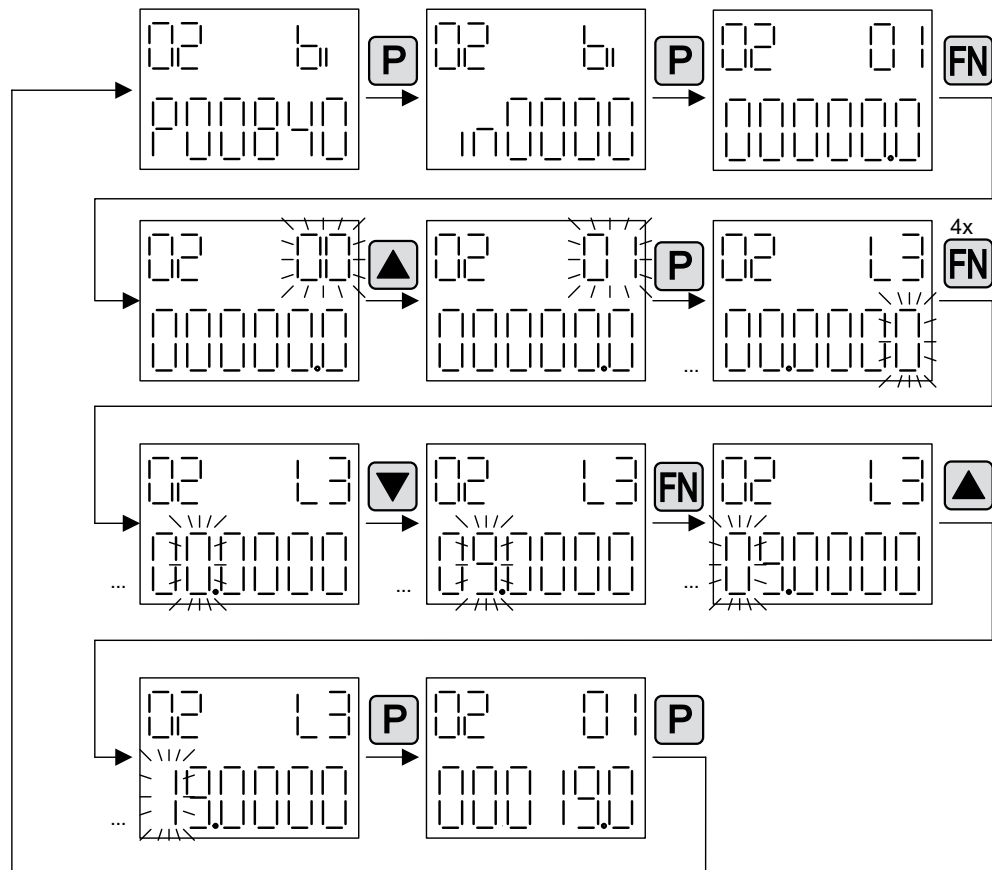 02 bi P 02 bi P 02 01 FN
P00840 in0000 00000.0
4x
02 00 ▲ 02 01 P 02 L3 FN
00000.0 00000.0 ... 00.0000
02 L3 ▼ 02 L3 FN 02 L3 ▲
... 00.0000 ... 09.0000 ... 09.0000
02 L3 P 02 01 P
... 19.0000 00019.0